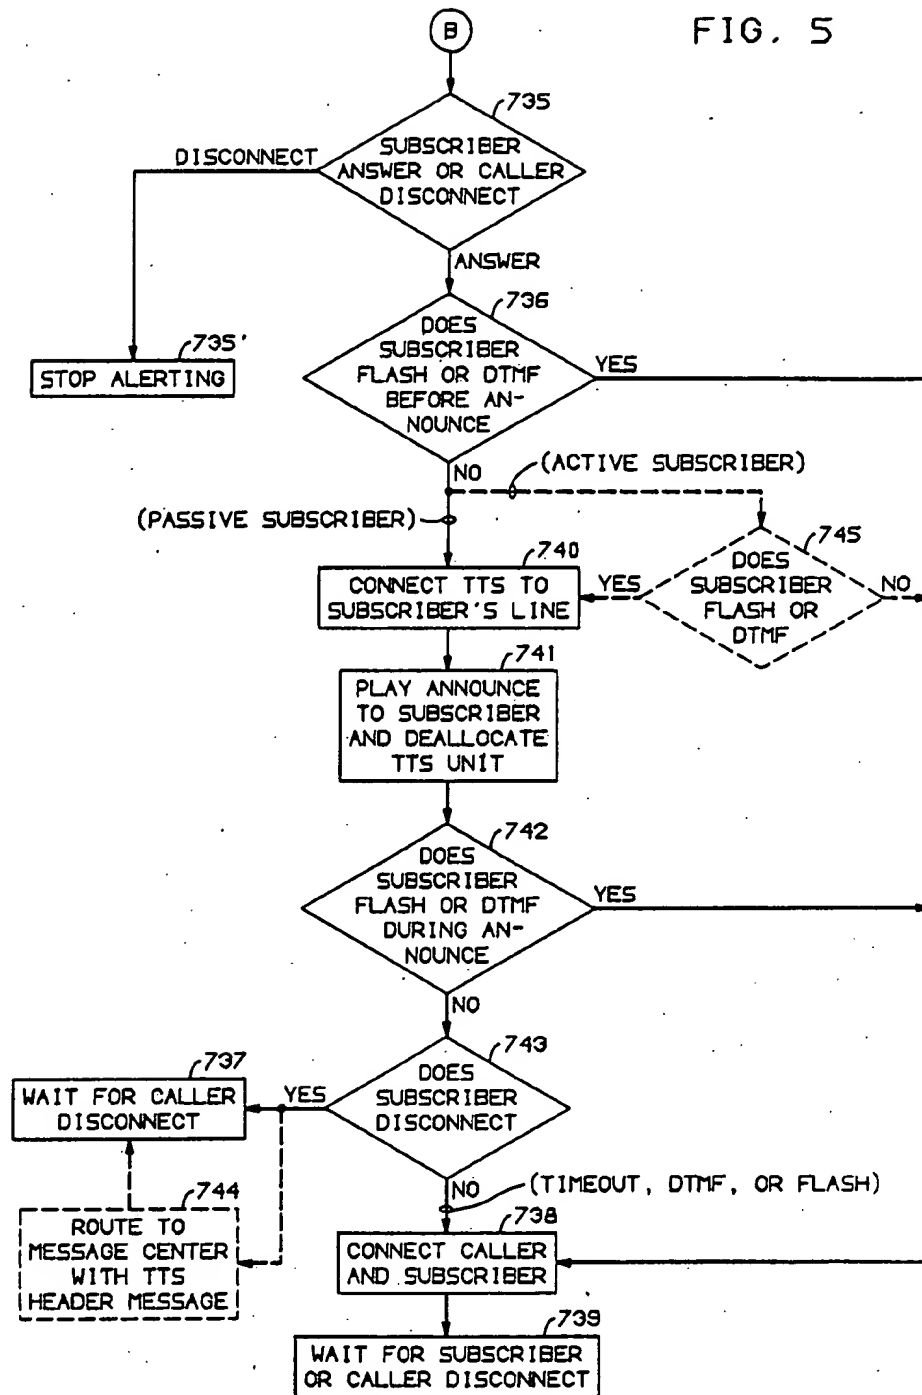 FIG. 5
B
735
SUBSCRIBER
ANSWER OR CALLER
DISCONNECT
DISCONNECT
ANSWER
735'
STOP ALERTING
736
DOES
SUBSCRIBER
FLASH OR DTMF
BEFORE AN-
NOUNCE
YES
NO
(ACTIVE SUBSCRIBER)
(PASSIVE SUBSCRIBER)
745
DOES
SUBSCRIBER
FLASH OR
DTMF
YES
NO
740
CONNECT TTS TO
SUBSCRIBER'S LINE
741
PLAY ANNOUNCE
TO SUBSCRIBER
AND DEALLOCATE
TTS UNIT
742
DOES
SUBSCRIBER
FLASH OR DTMF
DURING AN-
NOUNCE
YES
NO
743
DOES
SUBSCRIBER
DISCONNECT
YES
737
WAIT FOR CALLER
DISCONNECT
744
ROUTE TO
MESSAGE CENTER
WITH TTS
HEADER MESSAGE
NO
(TIMEOUT, DTMF, OR FLASH)
738
CONNECT CALLER
AND SUBSCRIBER
739
WAIT FOR SUBSCRIBER
OR CALLER DISCONNECT